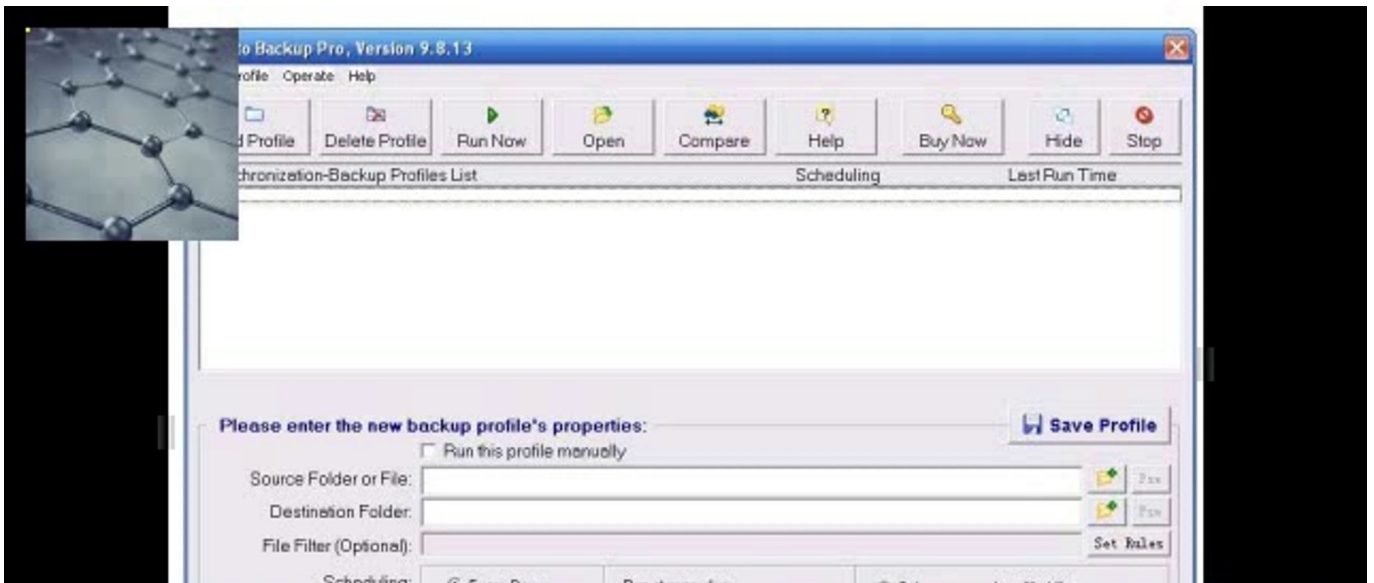 to Backup Pro, Version 9.8.13
rofile Operate Help
d Profile Delete Profile Run Now Open Compare Help Buy Now Hide Stop
chronization-Backup Profiles List Scheduling Last Run Time
Please enter the new backup profile's properties: Save Profile
Run this profile manually
Source Folder or File:
Destination Folder:
File Filter (Optional): Set Rules
Scheduling: